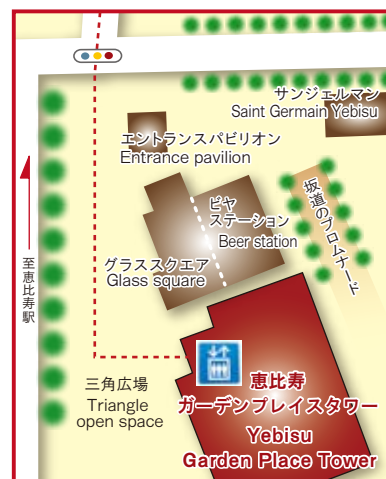 サンジェルマン
Saint Germain Yebisu
エントランスパビリオン
Entrance pavilion
坂道のプロムナード
ビヤ
ステーション
Beer station
グラススクエア
Glass square
至恵比寿駅
三角広場
Triangle
open space
恵比寿
ガーデンプレイスタワー
Yebisu
Garden Place Tower